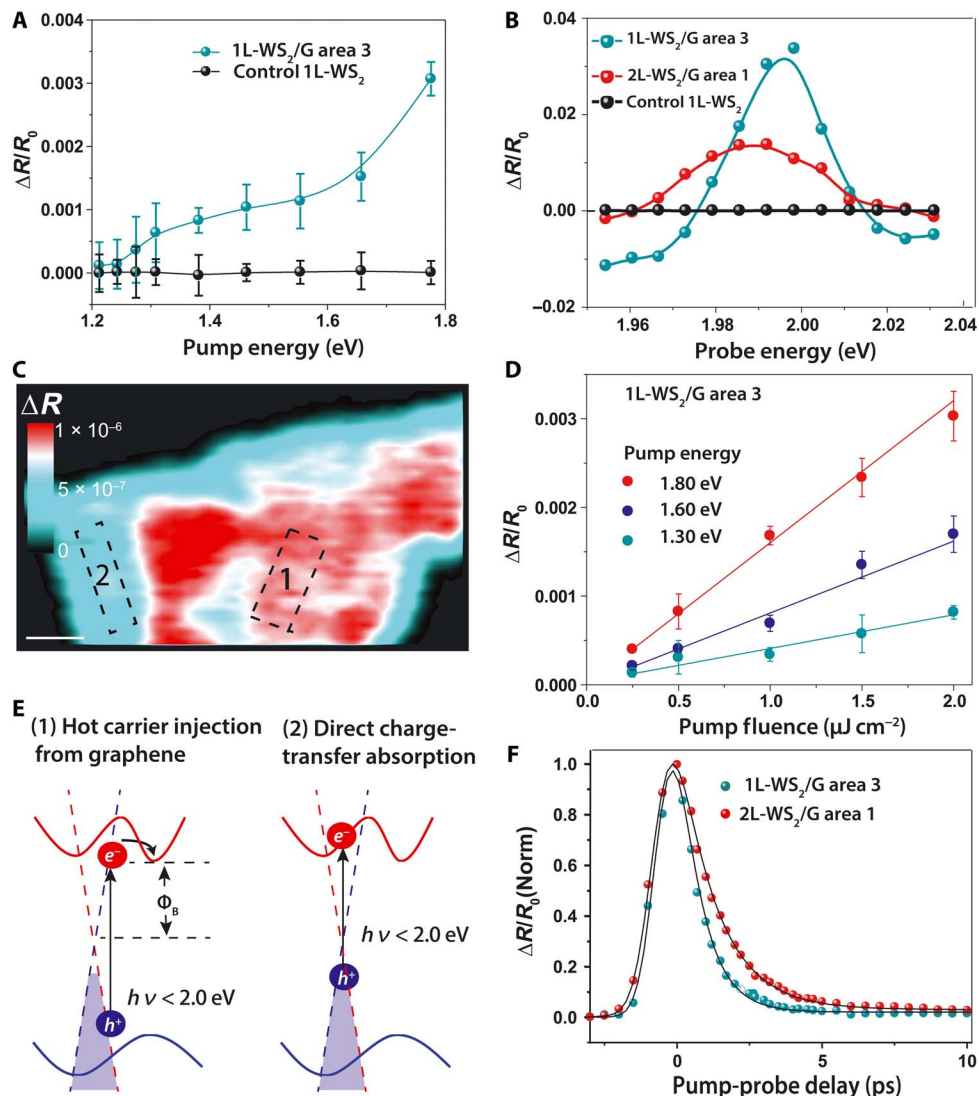 A
0.004
0.003
0.002
0.001
0.000
ΔR/R₀
1L-WS₂/G area 3
Control 1L-WS₂
1.2
1.4
1.6
1.8
Pump energy (eV)
B
0.04
0.02
0.00
−0.02
ΔR/R₀
1L-WS₂/G area 3
2L-WS₂/G area 1
Control 1L-WS₂
1.96
1.98
2.00
2.02
2.04
Probe energy (eV)
C
ΔR
1 × 10⁻⁶
5 × 10⁻⁷
0
2
1
D
1L-WS₂/G area 3
Pump energy
1.80 eV
1.60 eV
1.30 eV
0.003
0.002
0.001
0.000
ΔR/R₀
0.0
0.5
1.0
1.5
2.0
Pump fluence (μJ cm⁻²)
E
(1) Hot carrier injection
from graphene
e⁻
Φ_B
hν < 2.0 eV
h⁺
(2) Direct charge-
transfer absorption
e⁻
hν < 2.0 eV
h⁺
F
1.0
0.8
0.6
0.4
0.2
0.0
ΔR/R₀(Norm)
1L-WS₂/G area 3
2L-WS₂/G area 1
0
5
10
Pump-probe delay (ps)